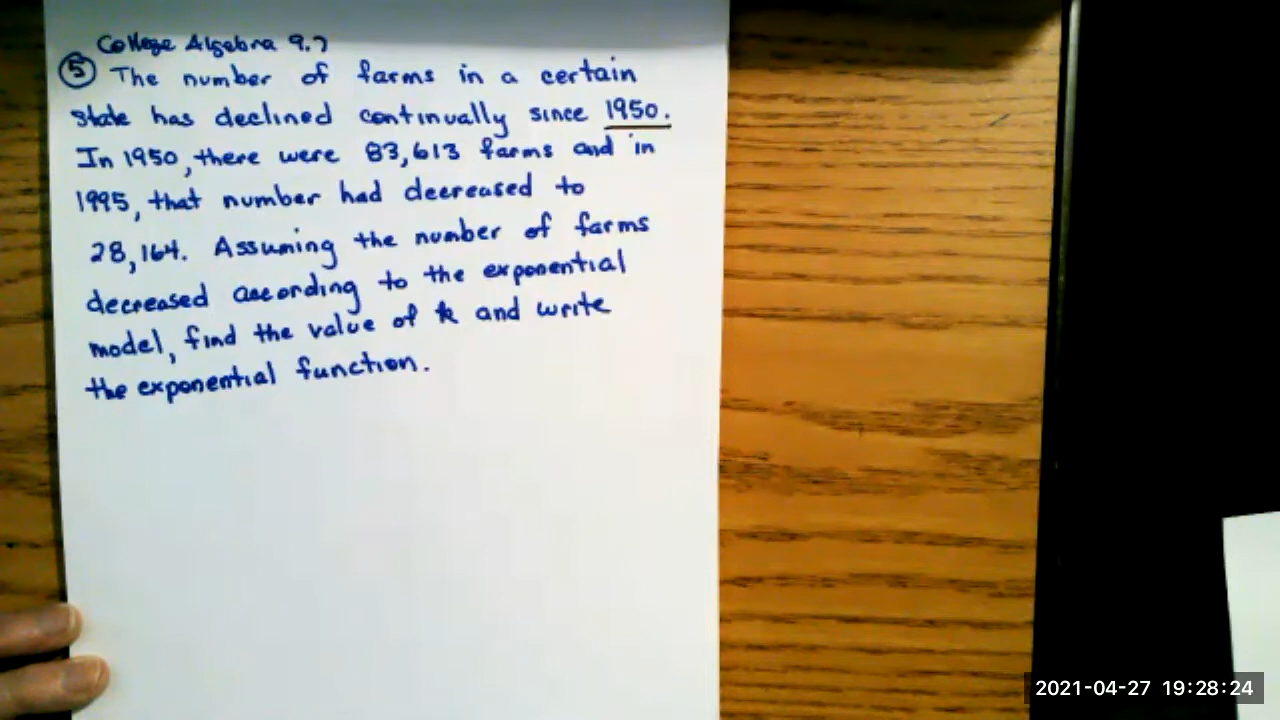 College Algebra 9.7
⑤ The number of farms in a certain
state has declined continually since 1950.
In 1950, there were 83,613 farms and in
1995, that number had decreased to
28,164. Assuming the number of farms
decreased according to the exponential
model, find the value of k and write
the exponential function.
2021-04-27 19:28:24